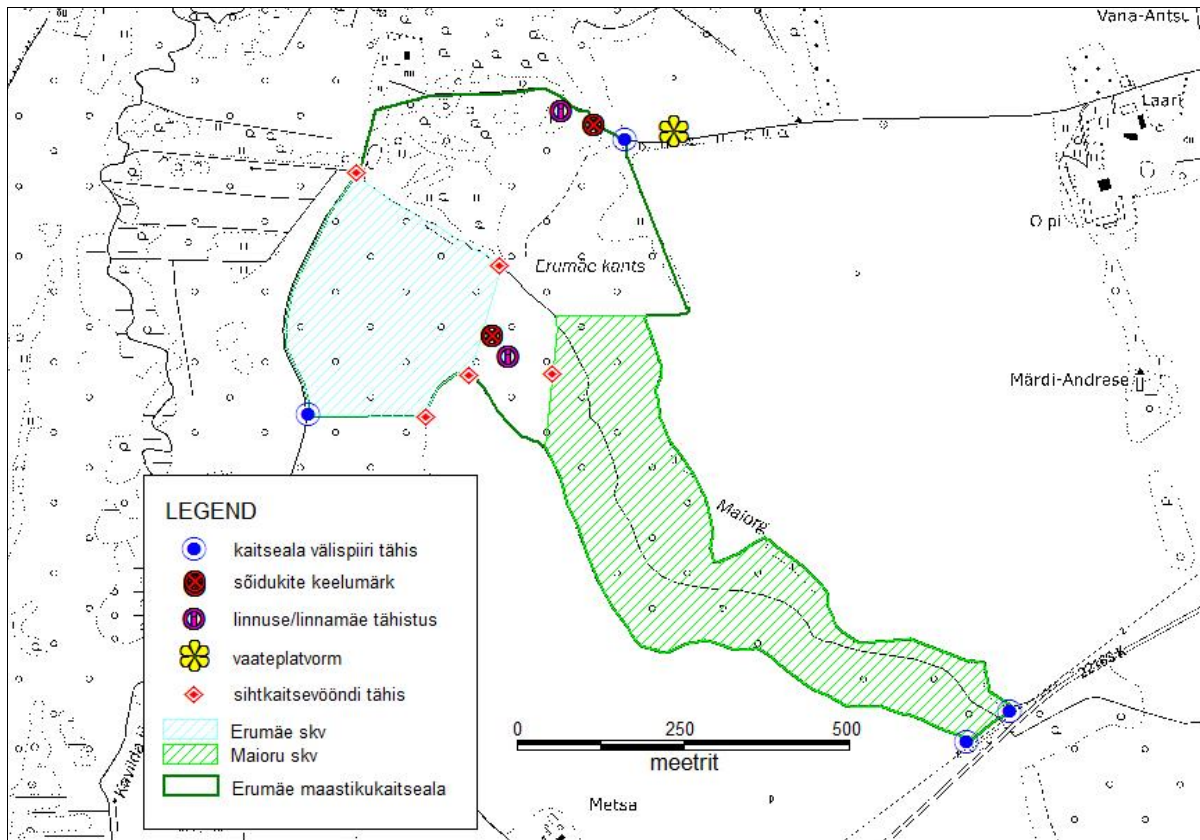 Vana-Antsu
Laari
Erumäe kants
O pi
Märdi-Andrese
Maiorg
LEGEND
kaitseala välispiiri tähis
sõidukite keelumärk
linnuse/linnamäe tähistus
vaateplatvorm
sihtkaitsevööndi tähis
Erumäe skv
Maioru skv
Erumäe maastikukaitseala
0 250 500
meetrit
Metsa